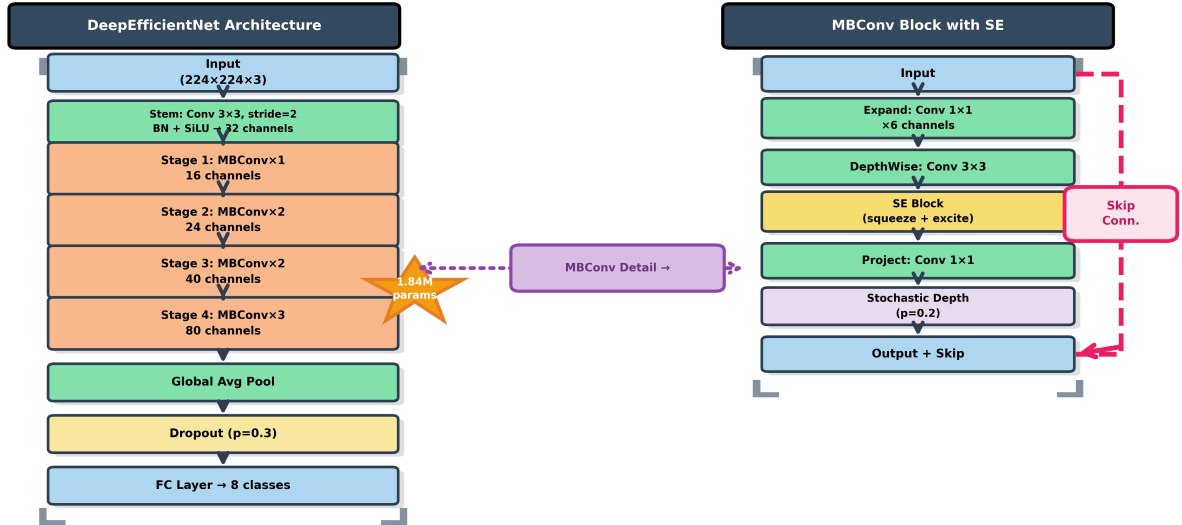 DeepEfficientNet Architecture
Input
(224×224×3)
Stem: Conv 3×3, stride=2
BN + SiLU → 32 channels
Stage 1: MBConv×1
16 channels
Stage 2: MBConv×2
24 channels
Stage 3: MBConv×2
40 channels
Stage 4: MBConv×3
80 channels
1.84M
params
Global Avg Pool
Dropout (p=0.3)
FC Layer → 8 classes
MBConv Detail →
MBConv Block with SE
Input
Expand: Conv 1×1
×6 channels
DepthWise: Conv 3×3
SE Block
(squeeze + excite)
Project: Conv 1×1
Stochastic Depth
(p=0.2)
Output + Skip
Skip
Conn.